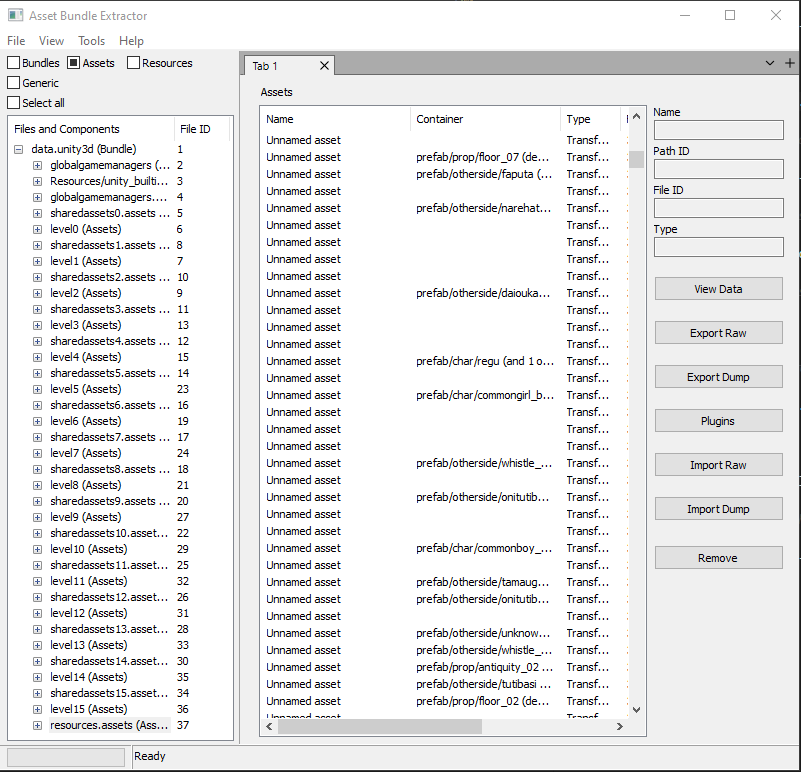 Asset Bundle Extractor
File View Tools Help
Bundles Assets Resources
Generic
Select all
Files and Components File ID
data.unity3d (Bundle) 1
globalgamemanagers (... 2
Resources/unity_builti... 3
globalgamemanagers.... 4
sharedassets0.assets ... 5
level0 (Assets) 6
sharedassets1.assets ... 8
level1 (Assets) 7
sharedassets2.assets ... 10
level2 (Assets) 9
sharedassets3.assets ... 11
level3 (Assets) 13
sharedassets4.assets ... 12
level4 (Assets) 15
sharedassets5.assets ... 14
level5 (Assets) 23
sharedassets6.assets ... 16
level6 (Assets) 19
sharedassets7.assets ... 17
level7 (Assets) 24
sharedassets8.assets ... 18
level8 (Assets) 21
sharedassets9.assets ... 20
level9 (Assets) 27
sharedassets10.asset... 22
level10 (Assets) 29
sharedassets11.asset... 25
level11 (Assets) 32
sharedassets12.asset... 26
level12 (Assets) 31
sharedassets13.asset... 28
level13 (Assets) 33
sharedassets14.asset... 30
level14 (Assets) 35
sharedassets15.asset... 34
level15 (Assets) 36
resources.assets (Ass... 37
Tab 1
Assets
Name Container Type
Unnamed asset Transf...
Unnamed asset prefab/prop/floor_07 (de... Transf...
Unnamed asset prefab/otherside/faputa (... Transf...
Unnamed asset Transf...
Unnamed asset prefab/otherside/narehat... Transf...
Unnamed asset Transf...
Unnamed asset Transf...
Unnamed asset Transf...
Unnamed asset Transf...
Unnamed asset prefab/otherside/daiouka... Transf...
Unnamed asset Transf...
Unnamed asset Transf...
Unnamed asset Transf...
Unnamed asset prefab/char/regu (and 1 o... Transf...
Unnamed asset Transf...
Unnamed asset prefab/char/commongirl_b... Transf...
Unnamed asset Transf...
Unnamed asset Transf...
Unnamed asset Transf...
Unnamed asset prefab/otherside/whistle_... Transf...
Unnamed asset Transf...
Unnamed asset prefab/otherside/onitutib... Transf...
Unnamed asset Transf...
Unnamed asset Transf...
Unnamed asset prefab/char/commonboy_... Transf...
Unnamed asset Transf...
Unnamed asset prefab/otherside/tamaug... Transf...
Unnamed asset prefab/otherside/onitutib... Transf...
Unnamed asset Transf...
Unnamed asset prefab/otherside/unknow... Transf...
Unnamed asset prefab/otherside/whistle_... Transf...
Unnamed asset prefab/prop/antiquity_02 ... Transf...
Unnamed asset prefab/otherside/tutibasi ... Transf...
Unnamed asset prefab/prop/floor_02 (de... Transf...
Unnamed asset Transf...
Name
Path ID
File ID
Type
View Data
Export Raw
Export Dump
Plugins
Import Raw
Import Dump
Remove
Ready